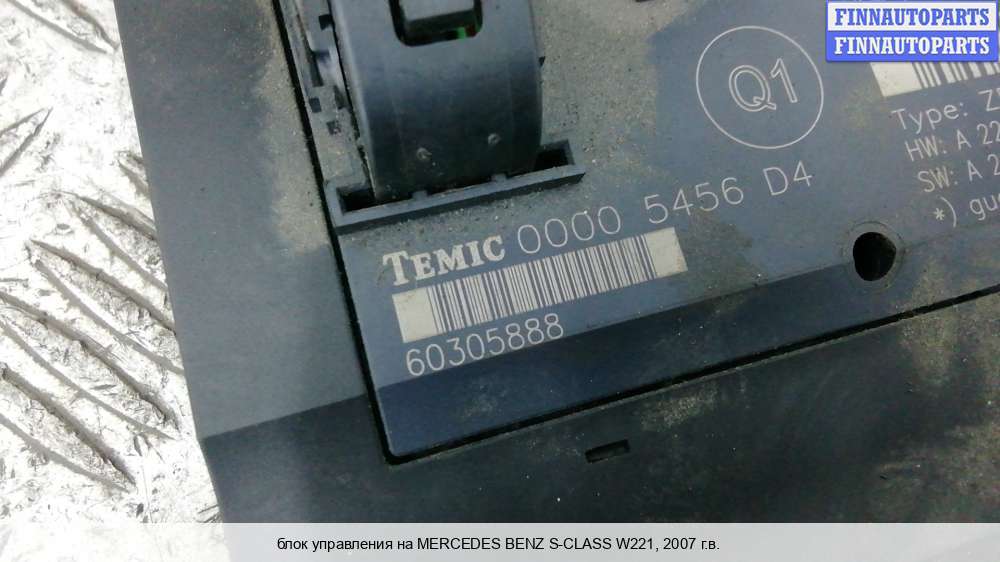 FINNAUTOPARTS
FINNAUTOPARTS
Q1
Type:
HW: A 22
SW: A 2
*)
TEMIC 0000 5456 D4
60305888
блок управления на MERCEDES BENZ S-CLASS W221, 2007 г.в.